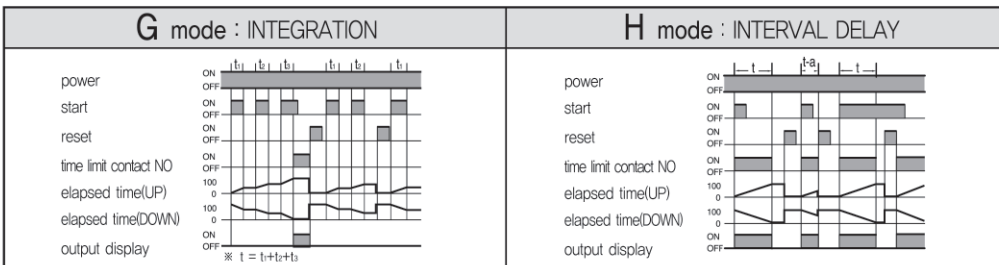 G mode : INTEGRATION
t₁ t₂ t₃ t₁ t₂ t₁
power ON OFF
start ON OFF
reset ON OFF
time limit contact NO ON OFF
elapsed time(UP) 100 0
elapsed time(DOWN) 100 0
output display ON OFF
※ t = t₁+t₂+t₃
H mode : INTERVAL DELAY
t t-a t
power ON OFF
start ON OFF
reset ON OFF
time limit contact NO ON OFF
elapsed time(UP) 100 0
elapsed time(DOWN) 100 0
output display ON OFF